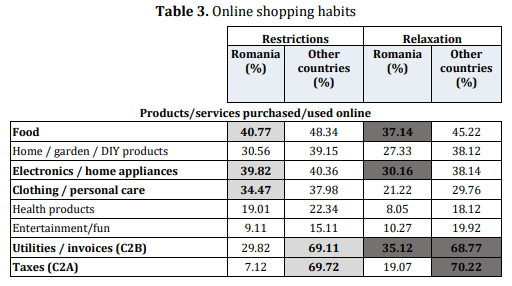 Table 3. Online shopping habits
Restrictions Relaxation
Romania (%) Other countries (%) Romania (%) Other countries (%)
Products/services purchased/used online
Food 40.77 48.34 37.14 45.22
Home / garden / DIY products 30.56 39.15 27.33 38.12
Electronics / home appliances 39.82 40.36 30.16 38.14
Clothing / personal care 34.47 37.98 21.22 29.76
Health products 19.01 22.34 8.05 18.12
Entertainment/fun 9.11 15.11 10.27 19.92
Utilities / invoices (C2B) 29.82 69.11 35.12 68.77
Taxes (C2A) 7.12 69.72 19.07 70.22